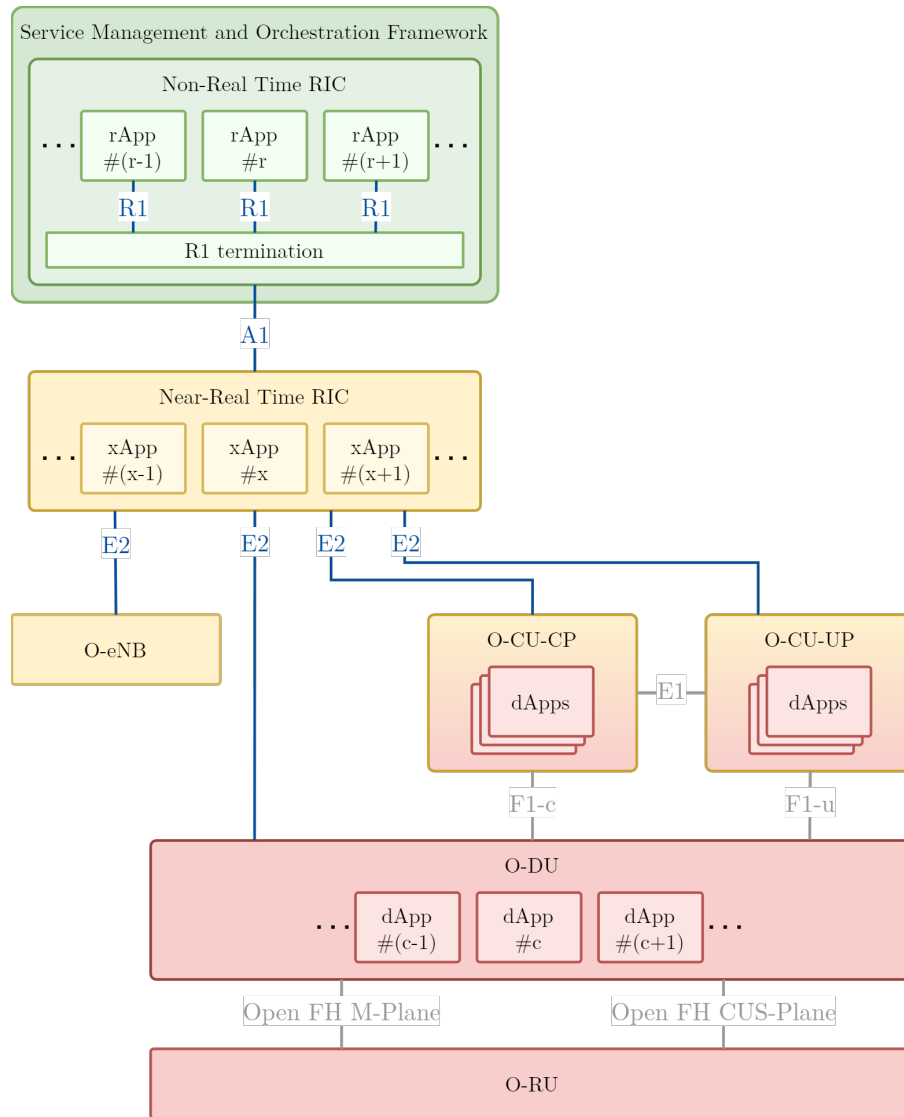 Service Management and Orchestration Framework
Non-Real Time RIC
... rApp #(r-1) rApp #r rApp #(r+1) ...
R1 R1 R1
R1 termination
A1
Near-Real Time RIC
... xApp #(x-1) xApp #x xApp #(x+1) ...
E2 E2 E2 E2
O-eNB
O-CU-CP
dApps
E1
O-CU-UP
dApps
F1-c F1-u
O-DU
... dApp #(c-1) dApp #c dApp #(c+1) ...
Open FH M-Plane Open FH CUS-Plane
O-RU